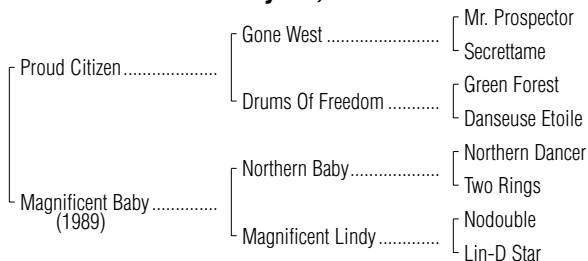 Mr. Prospector
Gone West
Secrettame
Proud Citizen
Green Forest
Drums Of Freedom
Danseuse Etoile
Northern Dancer
Northern Baby
Two Rings
Magnificent Baby
(1989)
Nodouble
Magnificent Lindy
Lin-D Star